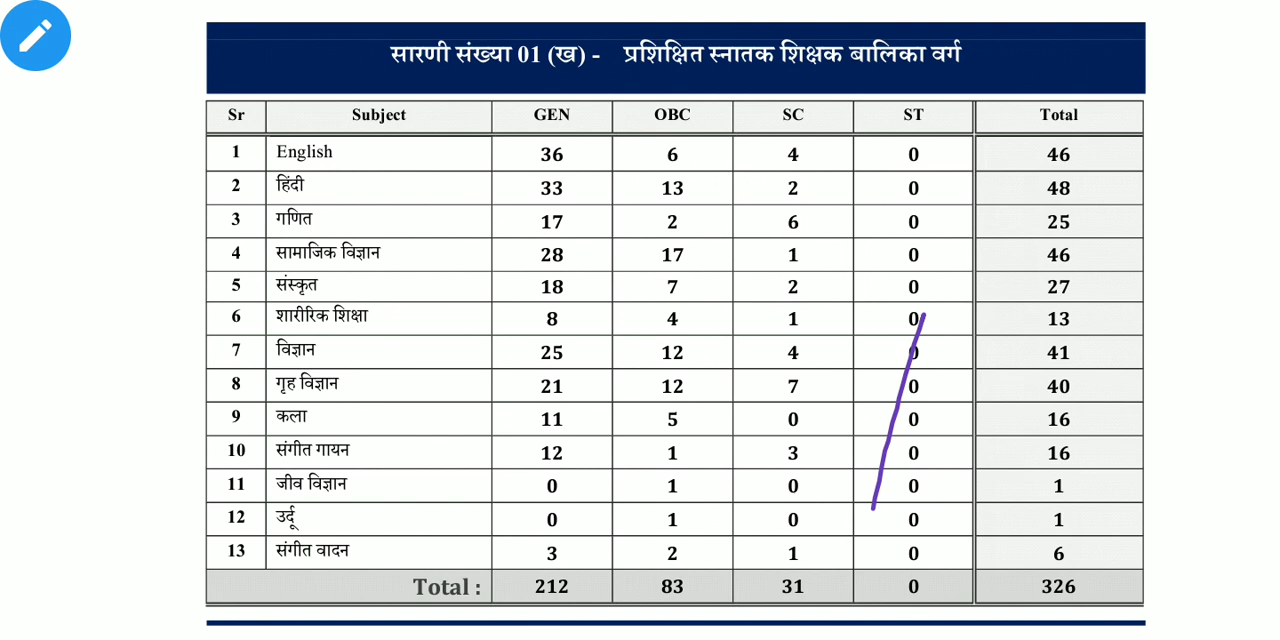 सारणी संख्या 01 (ख) - प्रशिक्षित स्नातक शिक्षक बालिका वर्ग
Sr Subject GEN OBC SC ST Total
1 English 36 6 4 0 46
2 हिंदी 33 13 2 0 48
3 गणित 17 2 6 0 25
4 सामाजिक विज्ञान 28 17 1 0 46
5 संस्कृत 18 7 2 0 27
6 शारीरिक शिक्षा 8 4 1 0 13
7 विज्ञान 25 12 4 0 41
8 गृह विज्ञान 21 12 7 0 40
9 कला 11 5 0 0 16
10 संगीत गायन 12 1 3 0 16
11 जीव विज्ञान 0 1 0 0 1
12 उर्दू 0 1 0 0 1
13 संगीत वादन 3 2 1 0 6
Total : 212 83 31 0 326